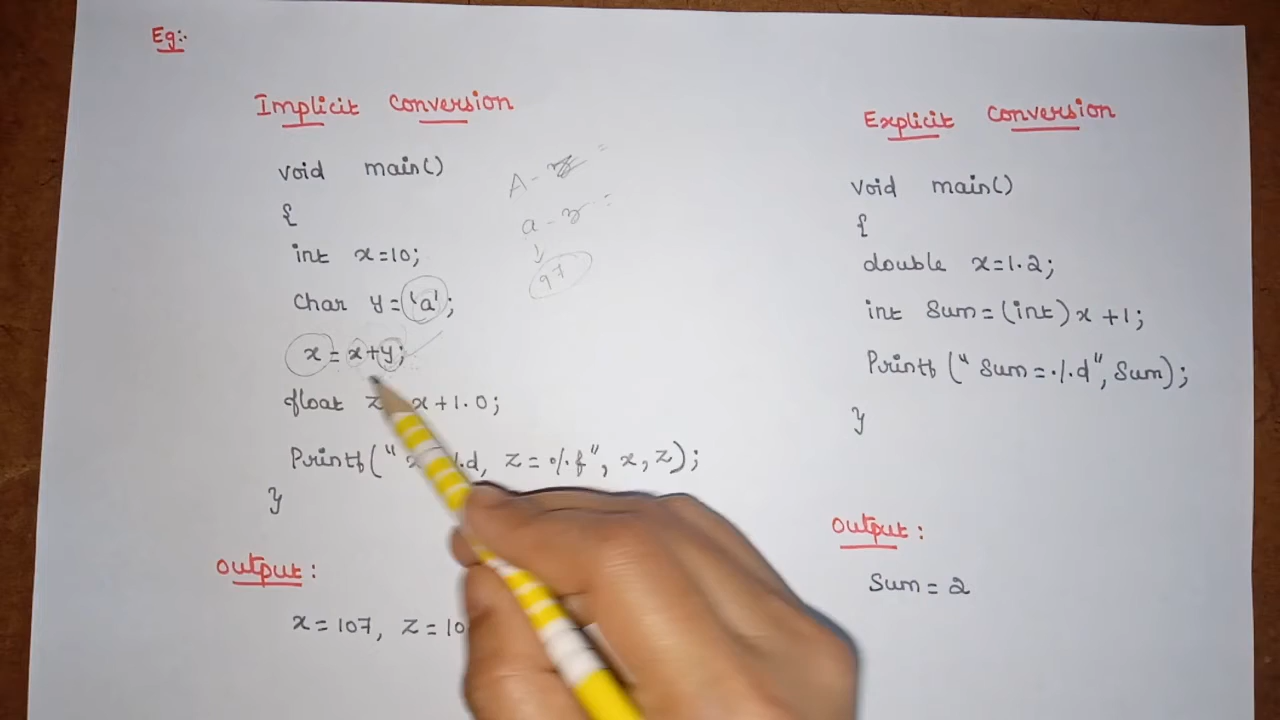 Eg:-
Implicit Conversion
void main()
{
int x=10;
Char y='a';
x=x+y;
float z x+1.0;
Printf(" .d, z=%f", x,z);
}
output:
x=107, z=10
A-z =
a-z =
97
Explicit Conversion
void main()
{
double x=1.2;
int Sum=(int)x+1;
Printf("Sum=%d", Sum);
}
output:
Sum=2